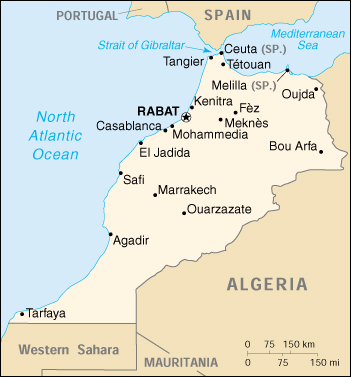 PORTUGAL
SPAIN
Strait of Gibraltar
Ceuta (SP.)
Mediterranean
Sea
Tangier
Tétouan
Melilla (SP.)
Oujda
RABAT
Kenitra
Fèz
Meknès
North
Atlantic
Ocean
Casablanca
Mohammedia
El Jadida
Bou Arfa
Safi
Marrakech
Ouarzazate
Agadir
ALGERIA
Tarfaya
Western Sahara
MAURITANIA
0 75 150 km
0 75 150 mi